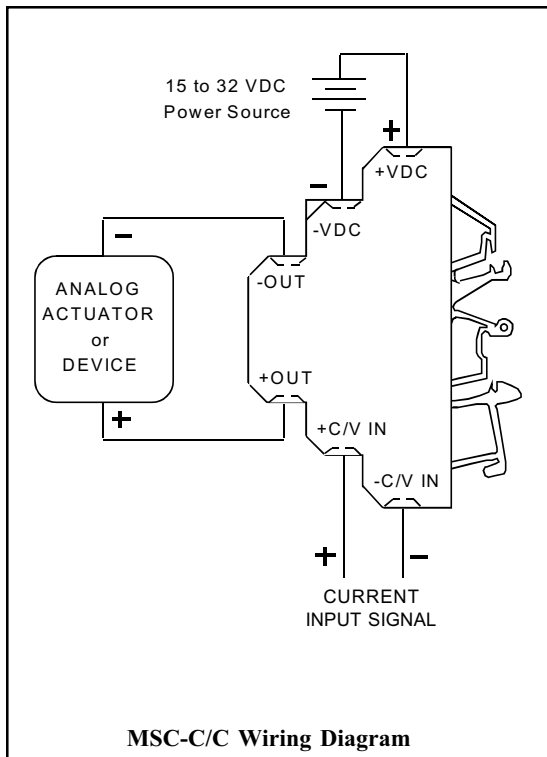 15 to 32 VDC
Power Source
+
+VDC
−
-VDC
−
-OUT
ANALOG
ACTUATOR
or
DEVICE
+OUT
+
+C/V IN
-C/V IN
+
−
CURRENT
INPUT SIGNAL
MSC-C/C Wiring Diagram